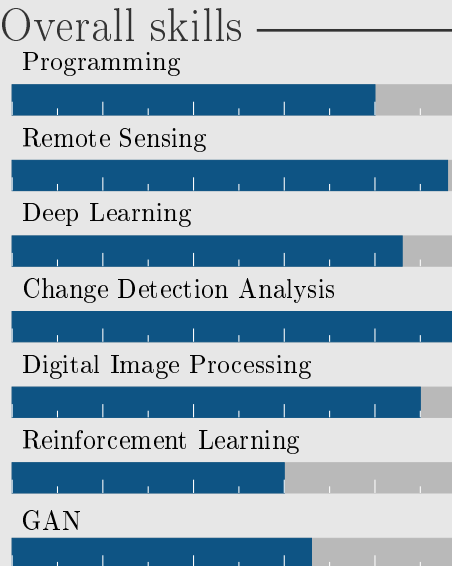 Overall skills
Programming
Remote Sensing
Deep Learning
Change Detection Analysis
Digital Image Processing
Reinforcement Learning
GAN